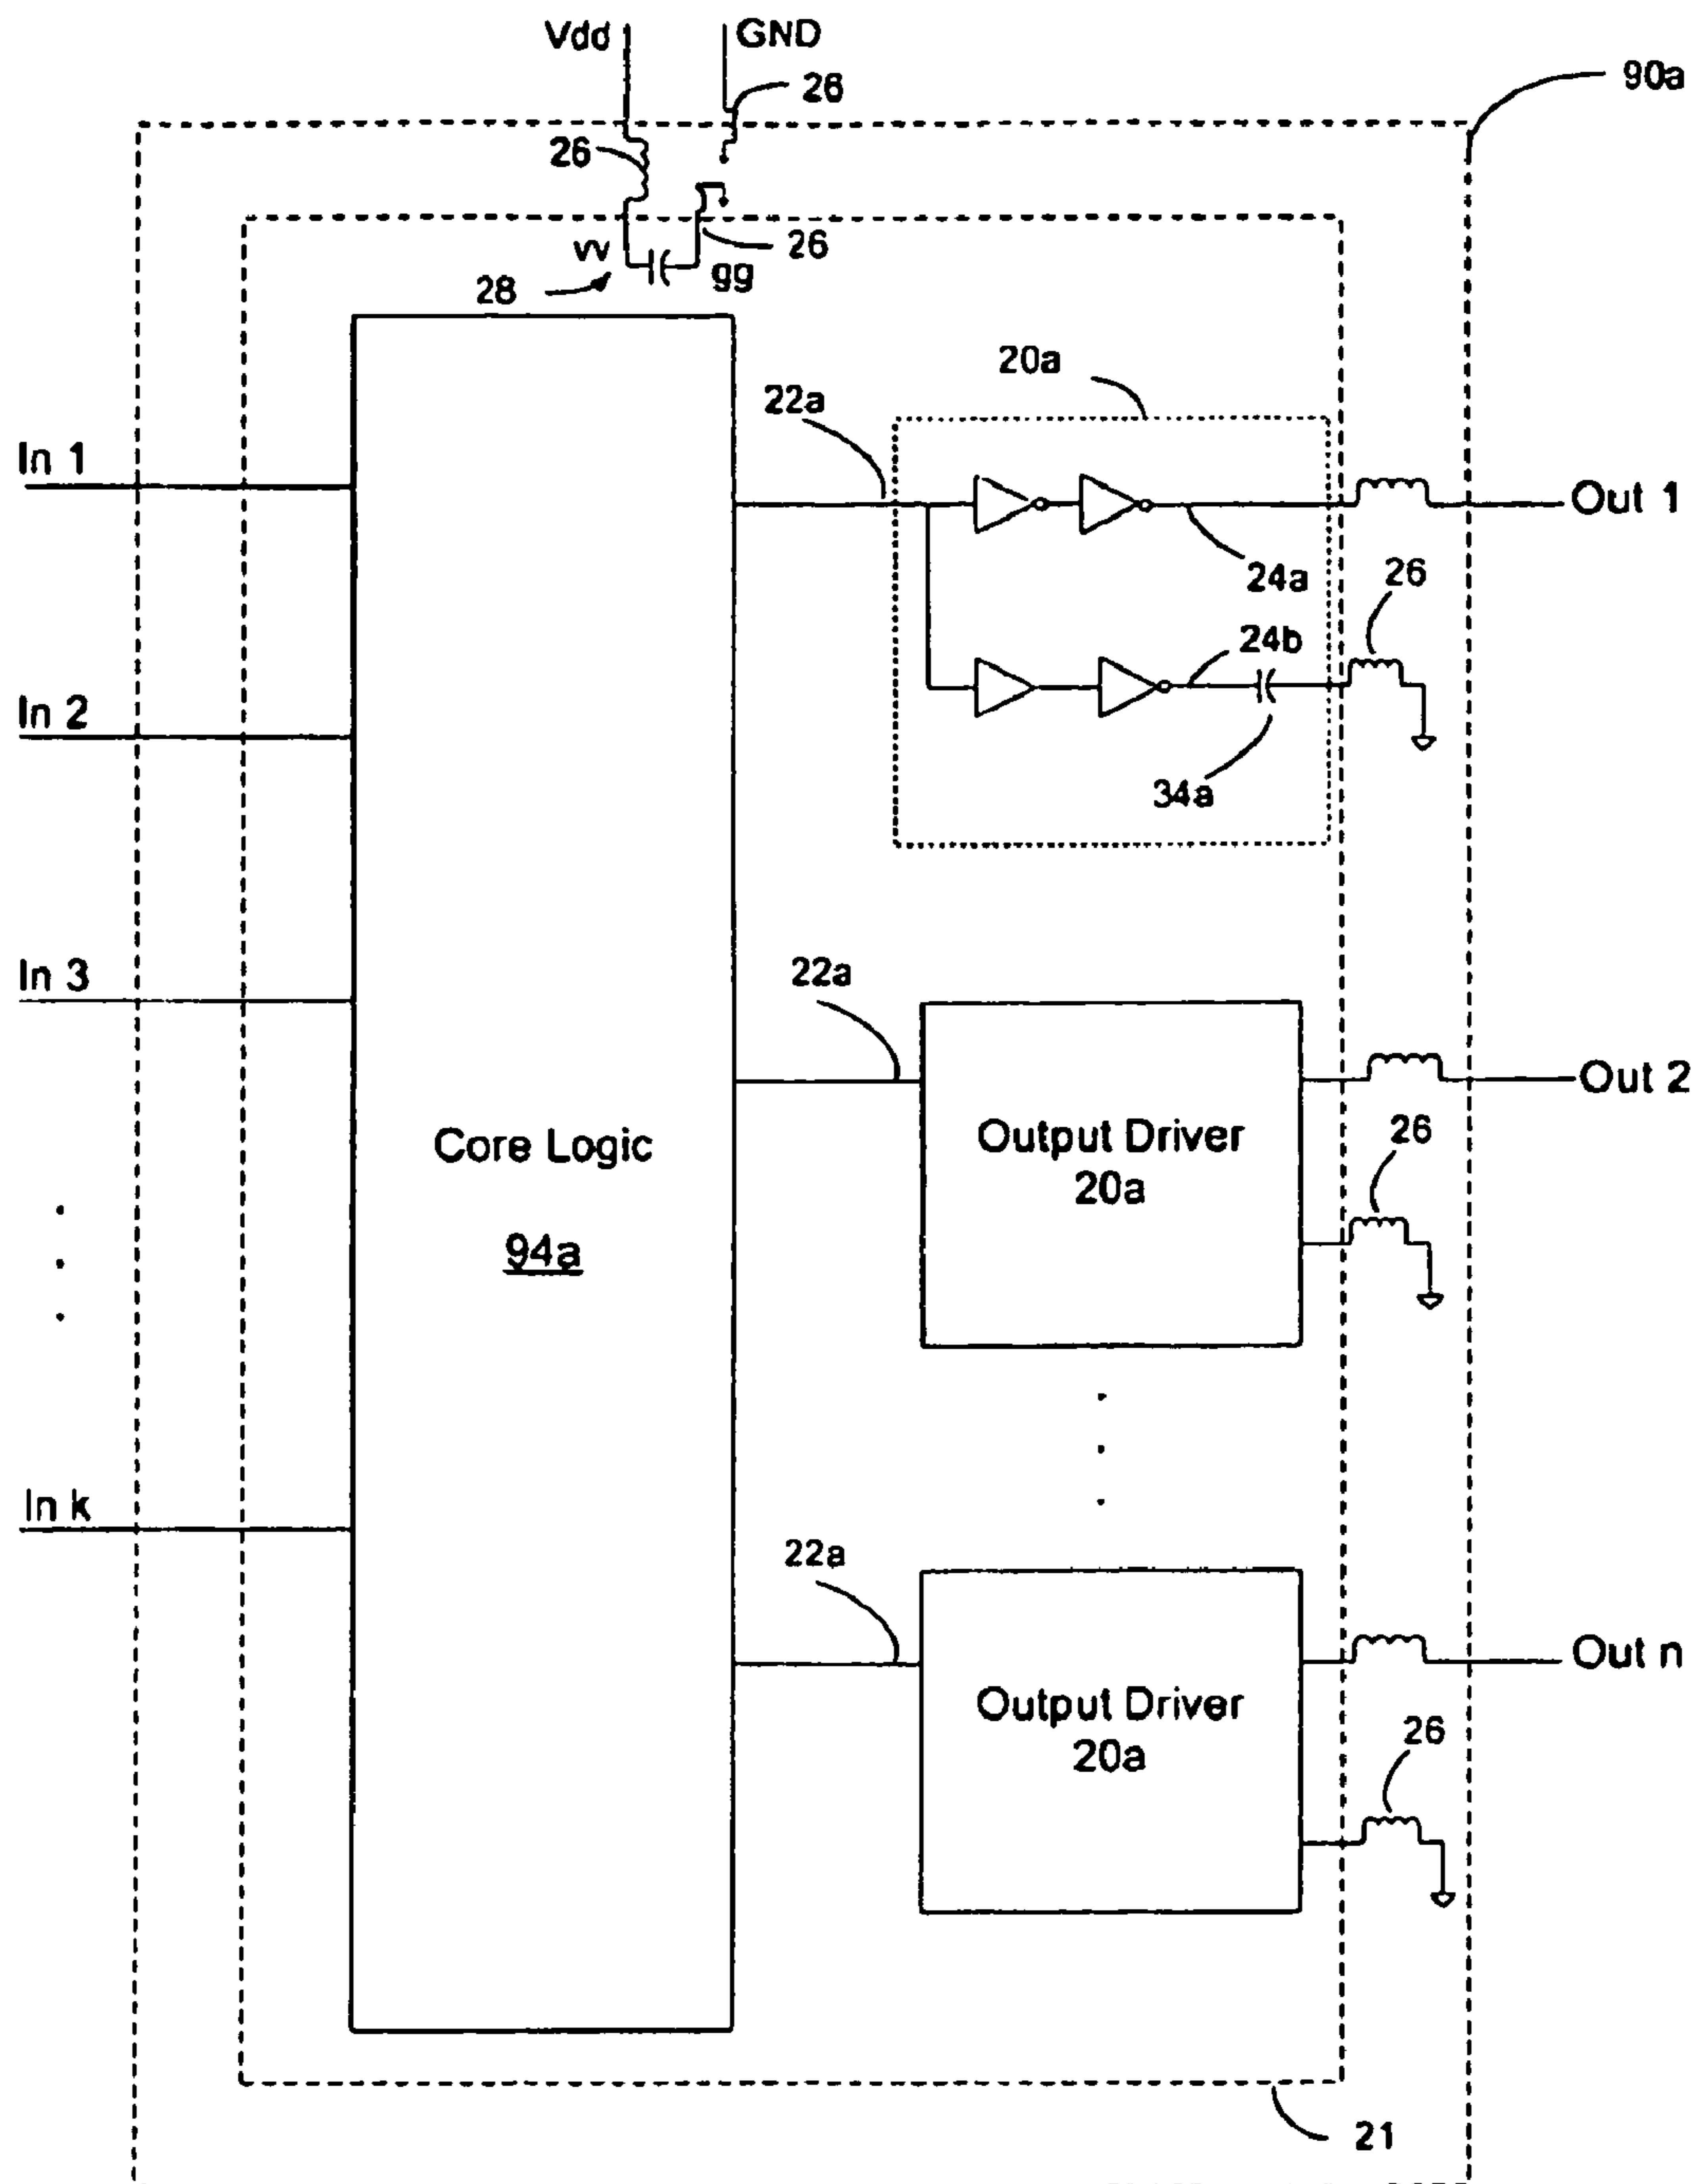 Vdd
GND
26
90a
26
vv
26
28
gg
20a
22a
In 1
Out 1
24a
26
24b
In 2
34a
In 3
22a
Out 2
Output Driver
20a
26
Core Logic
94a
In k
22a
Out n
Output Driver
20a
26
21